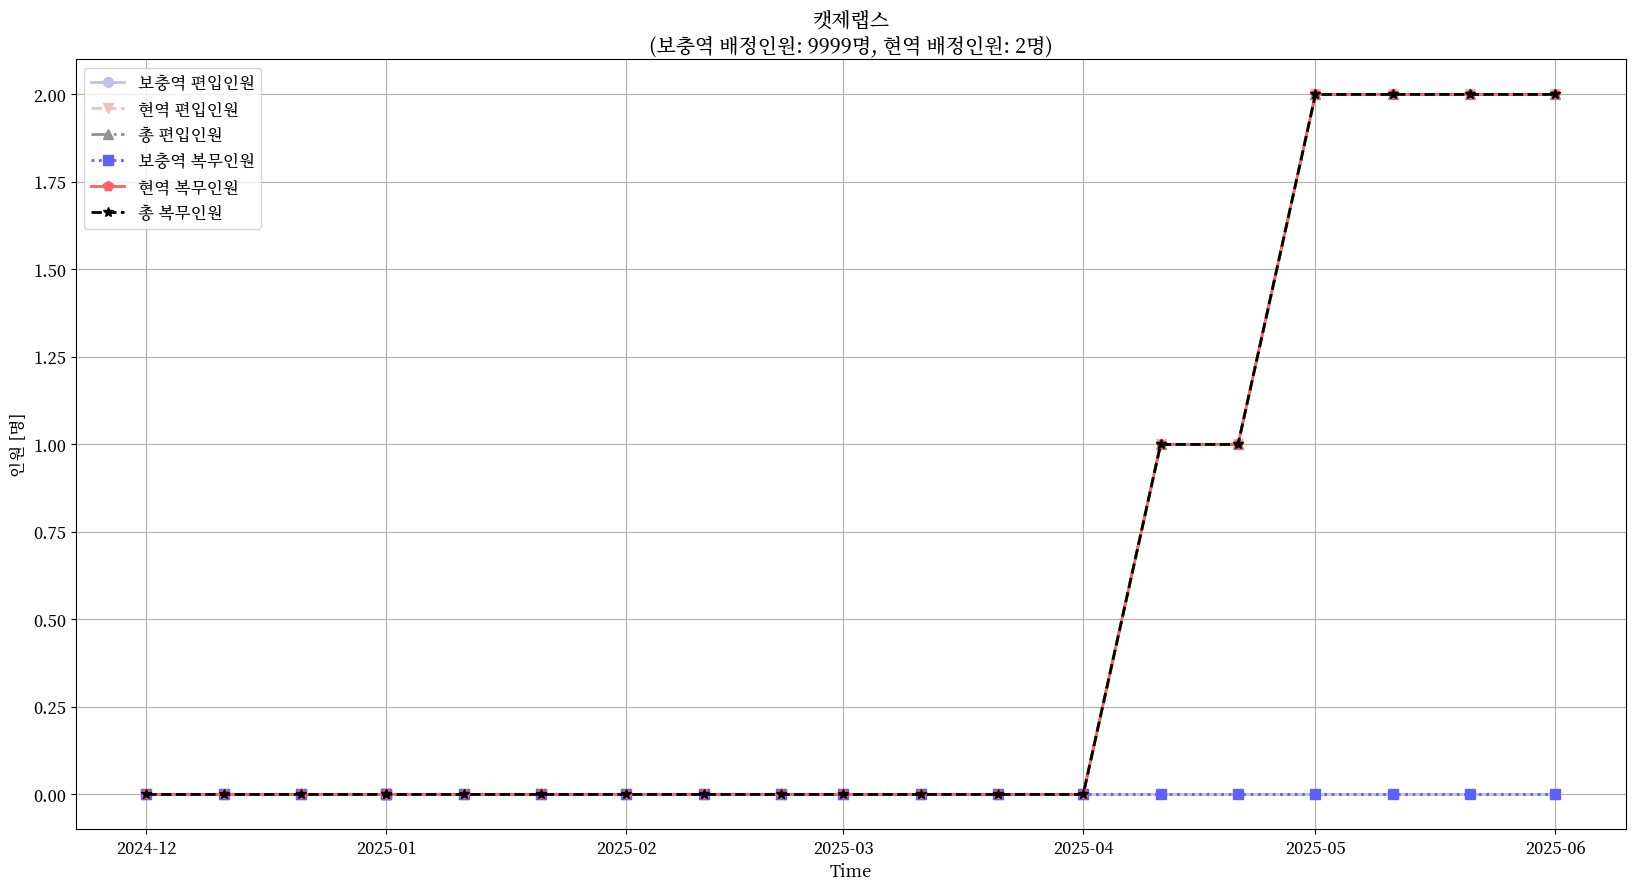 캣제랩스
(보충역 배정인원: 9999명, 현역 배정인원: 2명)
보충역 편입인원
현역 편입인원
총 편입인원
보충역 복무인원
현역 복무인원
총 복무인원
인원 [명]
2.00
1.75
1.50
1.25
1.00
0.75
0.50
0.25
0.00
2024-12
2025-01
2025-02
2025-03
2025-04
2025-05
2025-06
Time